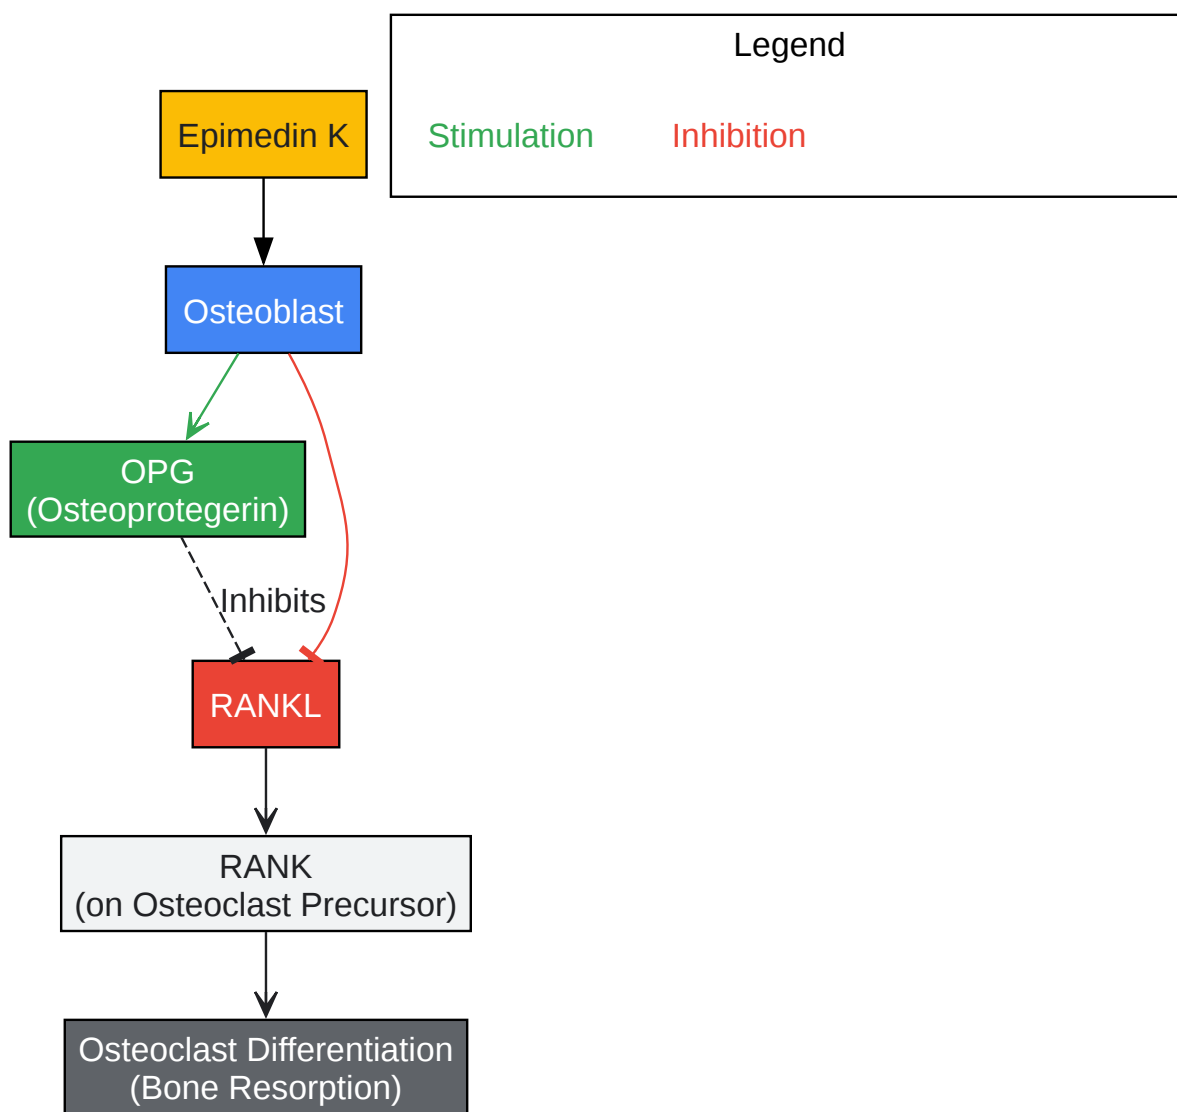 Legend
Stimulation
Inhibition
Epimedin K
Osteoblast
OPG
(Osteoprotegerin)
Inhibits
RANKL
RANK
(on Osteoclast Precursor)
Osteoclast Differentiation
(Bone Resorption)